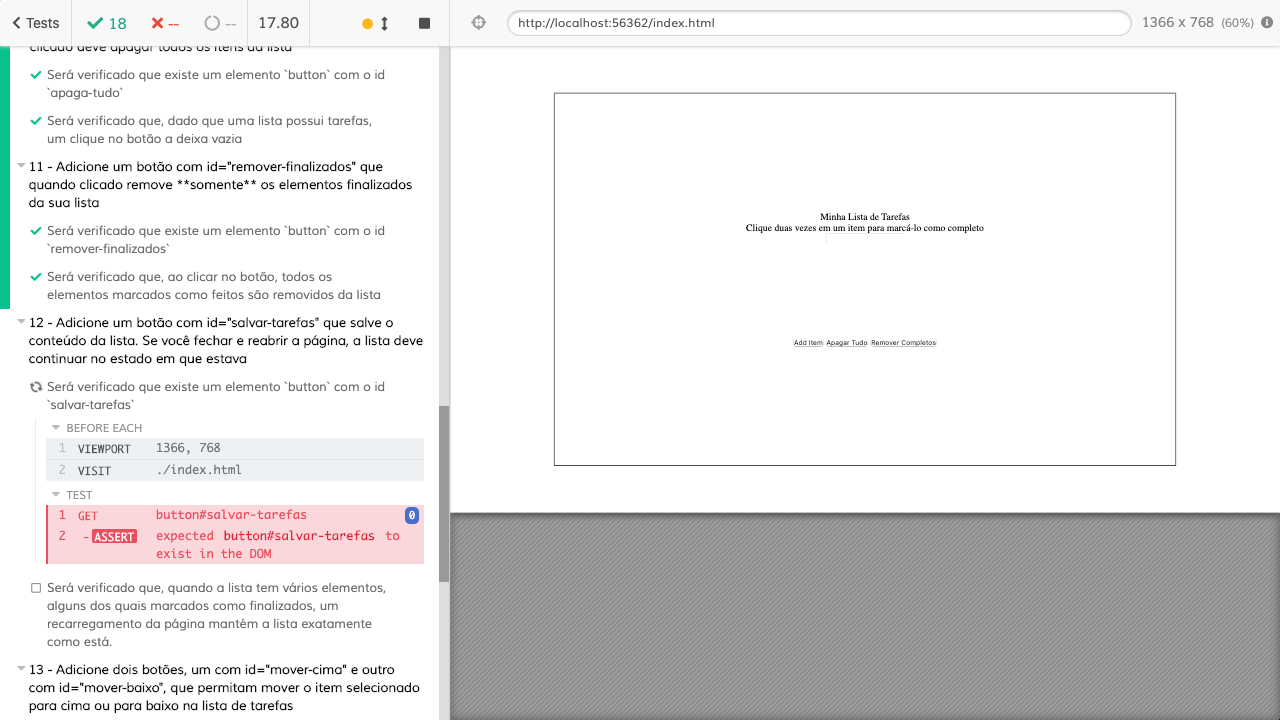 Tests
18
--
--
17.80
http://localhost:56362/index.html
1366 x 768 (60%)
clicado deve apagar todos os itens da lista
Será verificado que existe um elemento `button` com o id
`apaga-tudo`
Será verificado que, dado que uma lista possui tarefas,
um clique no botão a deixa vazia
11 - Adicione um botão com id="remover-finalizados" que
quando clicado remove **somente** os elementos finalizados
da sua lista
Será verificado que existe um elemento `button` com o id
`remover-finalizados`
Será verificado que, ao clicar no botão, todos os
elementos marcados como feitos são removidos da lista
12 - Adicione um botão com id="salvar-tarefas" que salve o
conteúdo da lista. Se você fechar e reabrir a página, a lista deve
continuar no estado em que estava
Será verificado que existe um elemento `button` com o id
`salvar-tarefas`
BEFORE EACH
1 VIEWPORT 1366, 768
2 VISIT ./index.html
TEST
1 GET button#salvar-tarefas 0
2 -ASSERT expected button#salvar-tarefas to
exist in the DOM
Será verificado que, quando a lista tem vários elementos,
alguns dos quais marcados como finalizados, um
recarregamento da página mantém a lista exatamente
como está.
13 - Adicione dois botões, um com id="mover-cima" e outro
com id="mover-baixo", que permitam mover o item selecionado
para cima ou para baixo na lista de tarefas
Minha Lista de Tarefas
Clique duas vezes em um item para marcá-lo como completo
Add Item Apagar Tudo Remover Completos